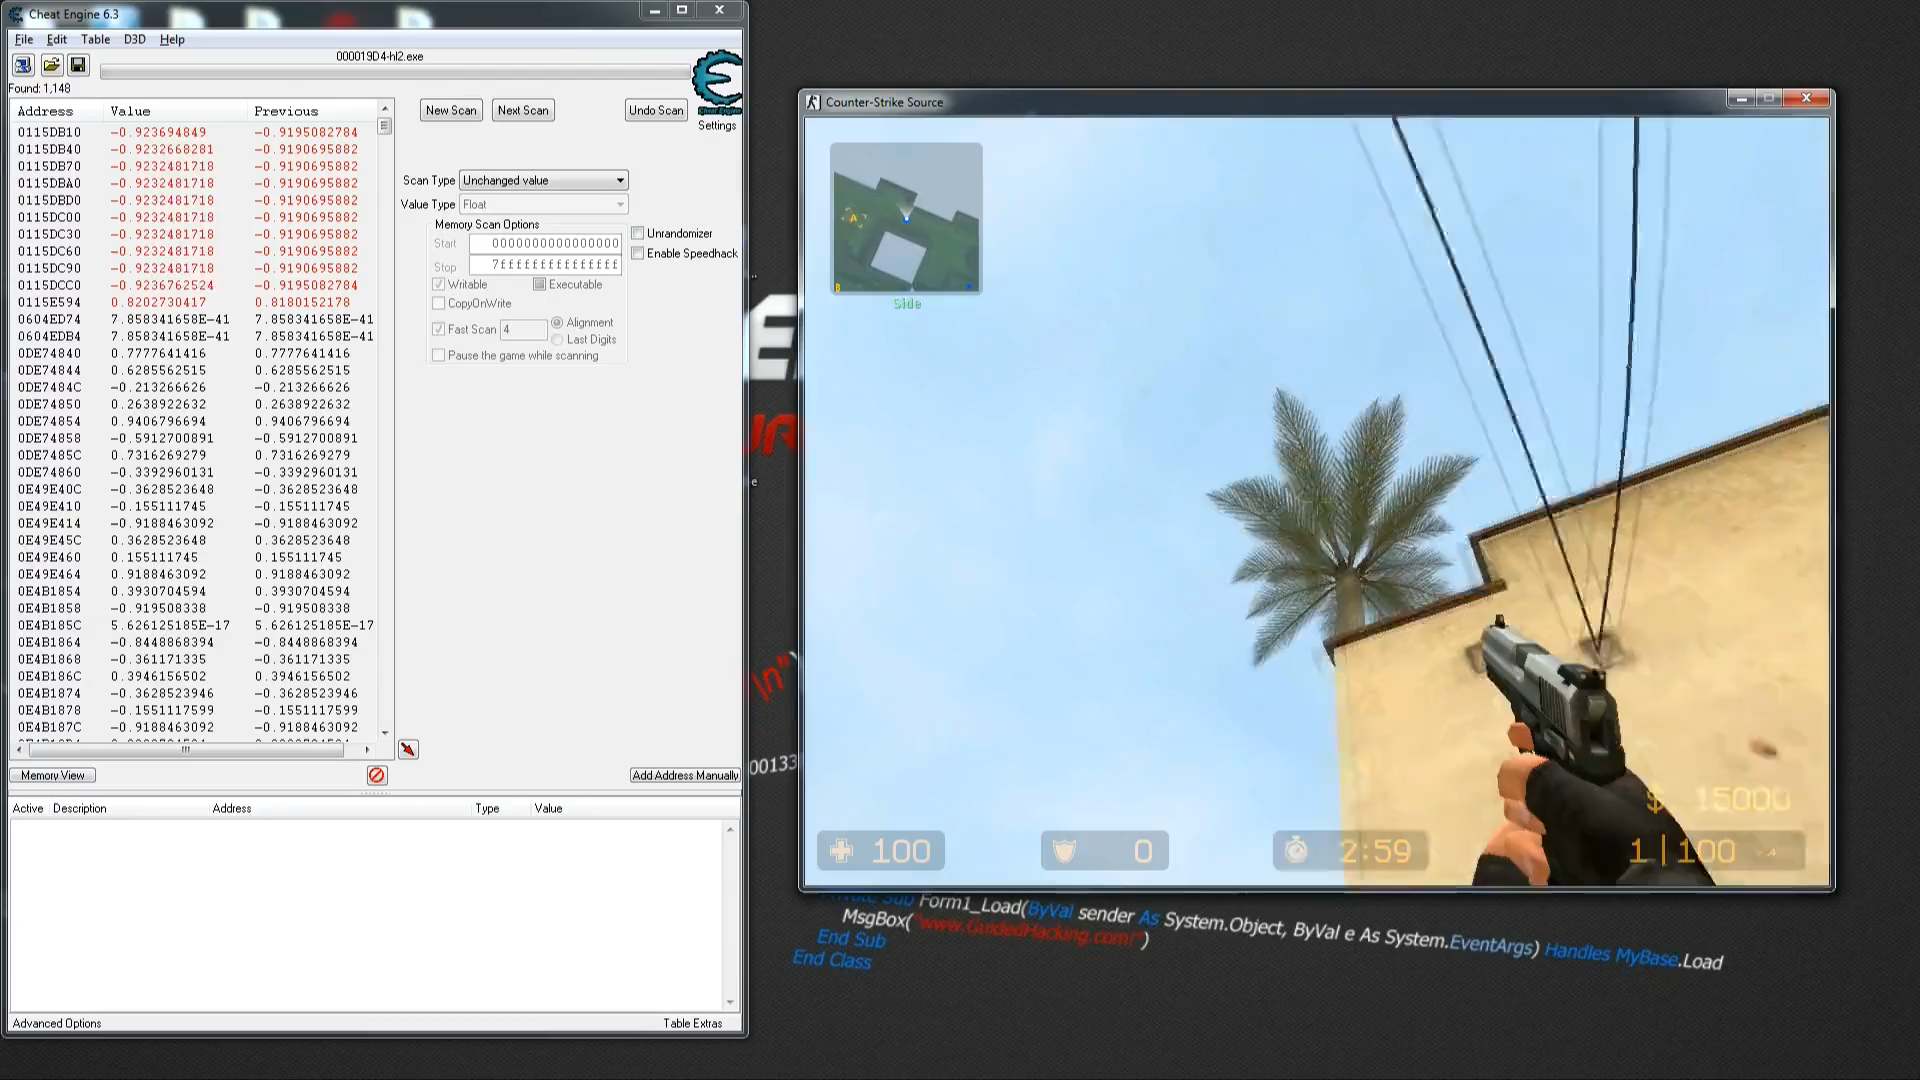 Cheat Engine 6.3
File Edit Table D3D Help
000019D4-hl2.exe
Found: 1,148
Address Value Previous
0115DB10 -0.923694849 -0.9195082784
0115DB40 -0.9232668281 -0.9190695882
0115DB70 -0.9232481718 -0.9190695882
0115DBA0 -0.9232481718 -0.9190695882
0115DBD0 -0.9232481718 -0.9190695882
0115DC00 -0.9232481718 -0.9190695882
0115DC30 -0.9232481718 -0.9190695882
0115DC60 -0.9232481718 -0.9190695882
0115DC90 -0.9232481718 -0.9190695882
0115DCC0 -0.9236762524 -0.9195082784
0115E594 0.8202730417 0.8180152178
0604ED74 7.858341658E-41 7.858341658E-41
0604EDB4 7.858341658E-41 7.858341658E-41
0DE74840 0.7777641416 0.7777641416
0DE74844 0.6285562515 0.6285562515
0DE7484C -0.213266626 -0.213266626
0DE74850 0.2638922632 0.2638922632
0DE74854 0.9406796694 0.9406796694
0DE74858 -0.5912700891 -0.5912700891
0DE7485C 0.7316269279 0.7316269279
0DE74860 -0.3392960131 -0.3392960131
0E49E40C -0.3628523648 -0.3628523648
0E49E410 -0.155111745 -0.155111745
0E49E414 -0.9188463092 -0.9188463092
0E49E45C 0.3628523648 0.3628523648
0E49E460 0.155111745 0.155111745
0E49E464 0.9188463092 0.9188463092
0E4B1854 0.3930704594 0.3930704594
0E4B1858 -0.919508338 -0.919508338
0E4B185C 5.626125185E-17 5.626125185E-17
0E4B1864 -0.8448868394 -0.8448868394
0E4B1868 -0.361171335 -0.361171335
0E4B186C 0.3946156502 0.3946156502
0E4B1874 -0.3628523946 -0.3628523946
0E4B1878 -0.1551117599 -0.1551117599
0E4B187C -0.9188463092 -0.9188463092
New Scan Next Scan Undo Scan
Settings
Scan Type Unchanged value
Value Type Float
Memory Scan Options
Start 0000000000000000
Stop 7fffffffffffffff
Writable Executable
CopyOnWrite
Fast Scan 4 Alignment
Last Digits
Pause the game while scanning
Unrandomizer
Enable Speedhack
Memory View
Add Address Manually
Active Description Address Type Value
Advanced Options
Table Extras
Counter-Strike Source
A
B
Side
$ 15000
100
0
2:59
1 | 100
\n"
00133
Form1_Load(ByVal sender As System.Object, ByVal e As System.EventArgs) Handles MyBase.Load
MsgBox("www.GuidedHacking.com!")
End Sub
End Class